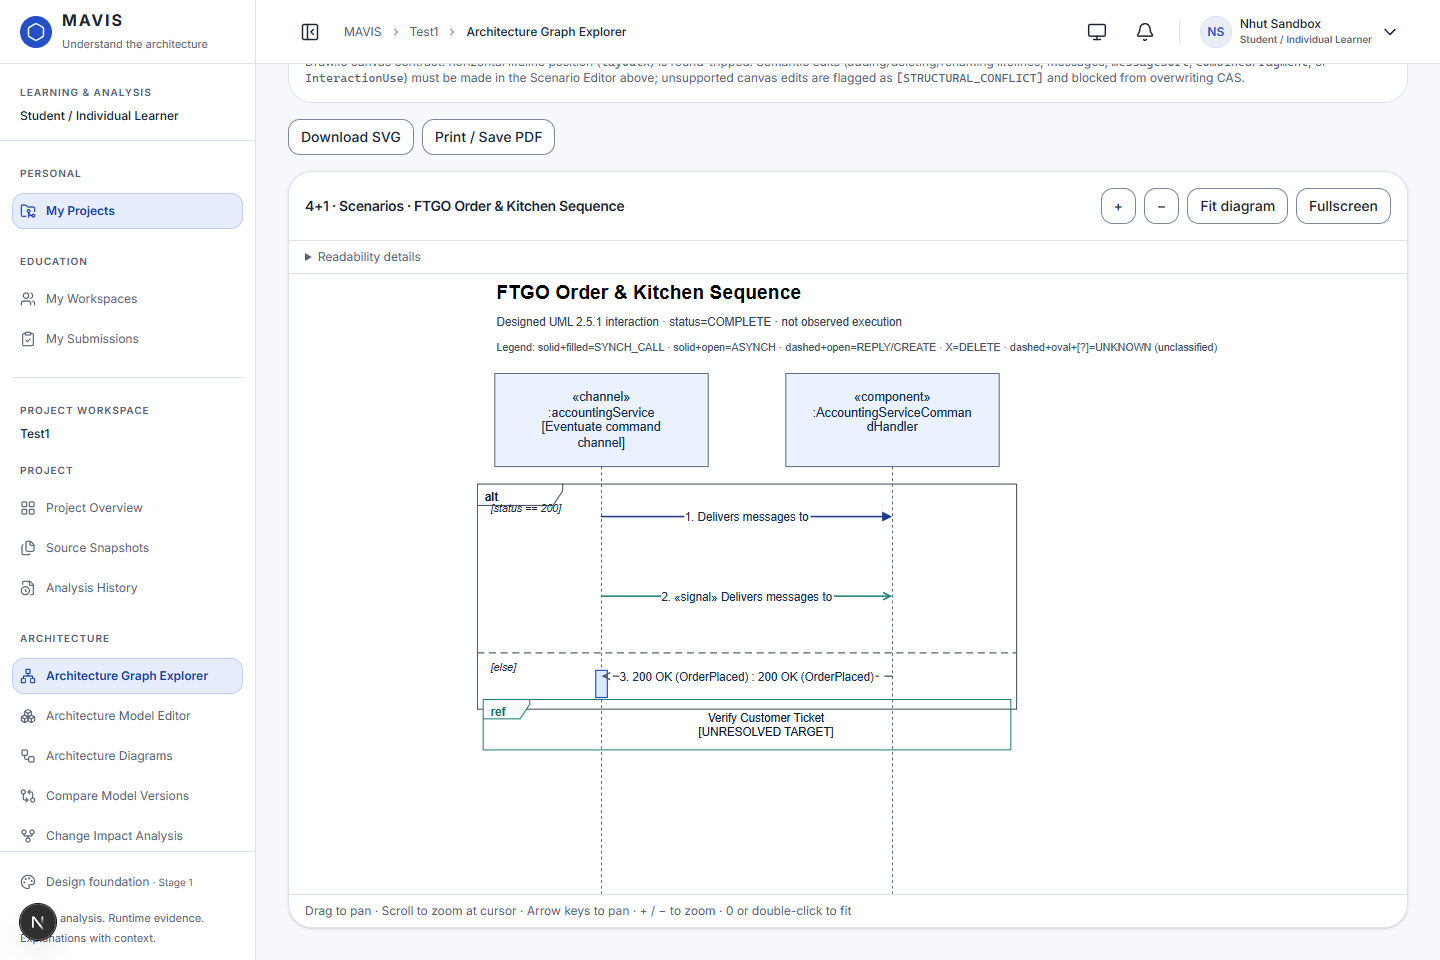 MAVIS
Understand the architecture
MAVIS
Test1
Architecture Graph Explorer
NS
Nhut Sandbox
Student / Individual Learner
LEARNING & ANALYSIS
Student / Individual Learner
PERSONAL
My Projects
EDUCATION
My Workspaces
My Submissions
PROJECT WORKSPACE
Test1
PROJECT
Project Overview
Source Snapshots
Analysis History
ARCHITECTURE
Architecture Graph Explorer
Architecture Model Editor
Architecture Diagrams
Compare Model Versions
Change Impact Analysis
Design foundation · Stage 1
N
analysis. Runtime evidence.
with context.
InteractionUse) must be made in the Scenario Editor above; unsupported canvas edits are flagged as [STRUCTURAL_CONFLICT] and blocked from overwriting CAS.
Download SVG
Print / Save PDF
4+1 · Scenarios · FTGO Order & Kitchen Sequence
+
−
Fit diagram
Fullscreen
Readability details
FTGO Order & Kitchen Sequence
Designed UML 2.5.1 interaction · status=COMPLETE · not observed execution
Legend: solid+filled=SYNCH_CALL · solid+open=ASYNCH · dashed+open=REPLY/CREATE · X=DELETE · dashed+oval+[?]=UNKNOWN (unclassified)
«channel»
:accountingService
[Eventuate command
channel]
«component»
:AccountingServiceComman
dHandler
alt
[status == 200]
1. Delivers messages to
2. «signal» Delivers messages to
[else]
3. 200 OK (OrderPlaced) : 200 OK (OrderPlaced)
ref
Verify Customer Ticket
[UNRESOLVED TARGET]
Drag to pan · Scroll to zoom at cursor · Arrow keys to pan · + / − to zoom · 0 or double-click to fit